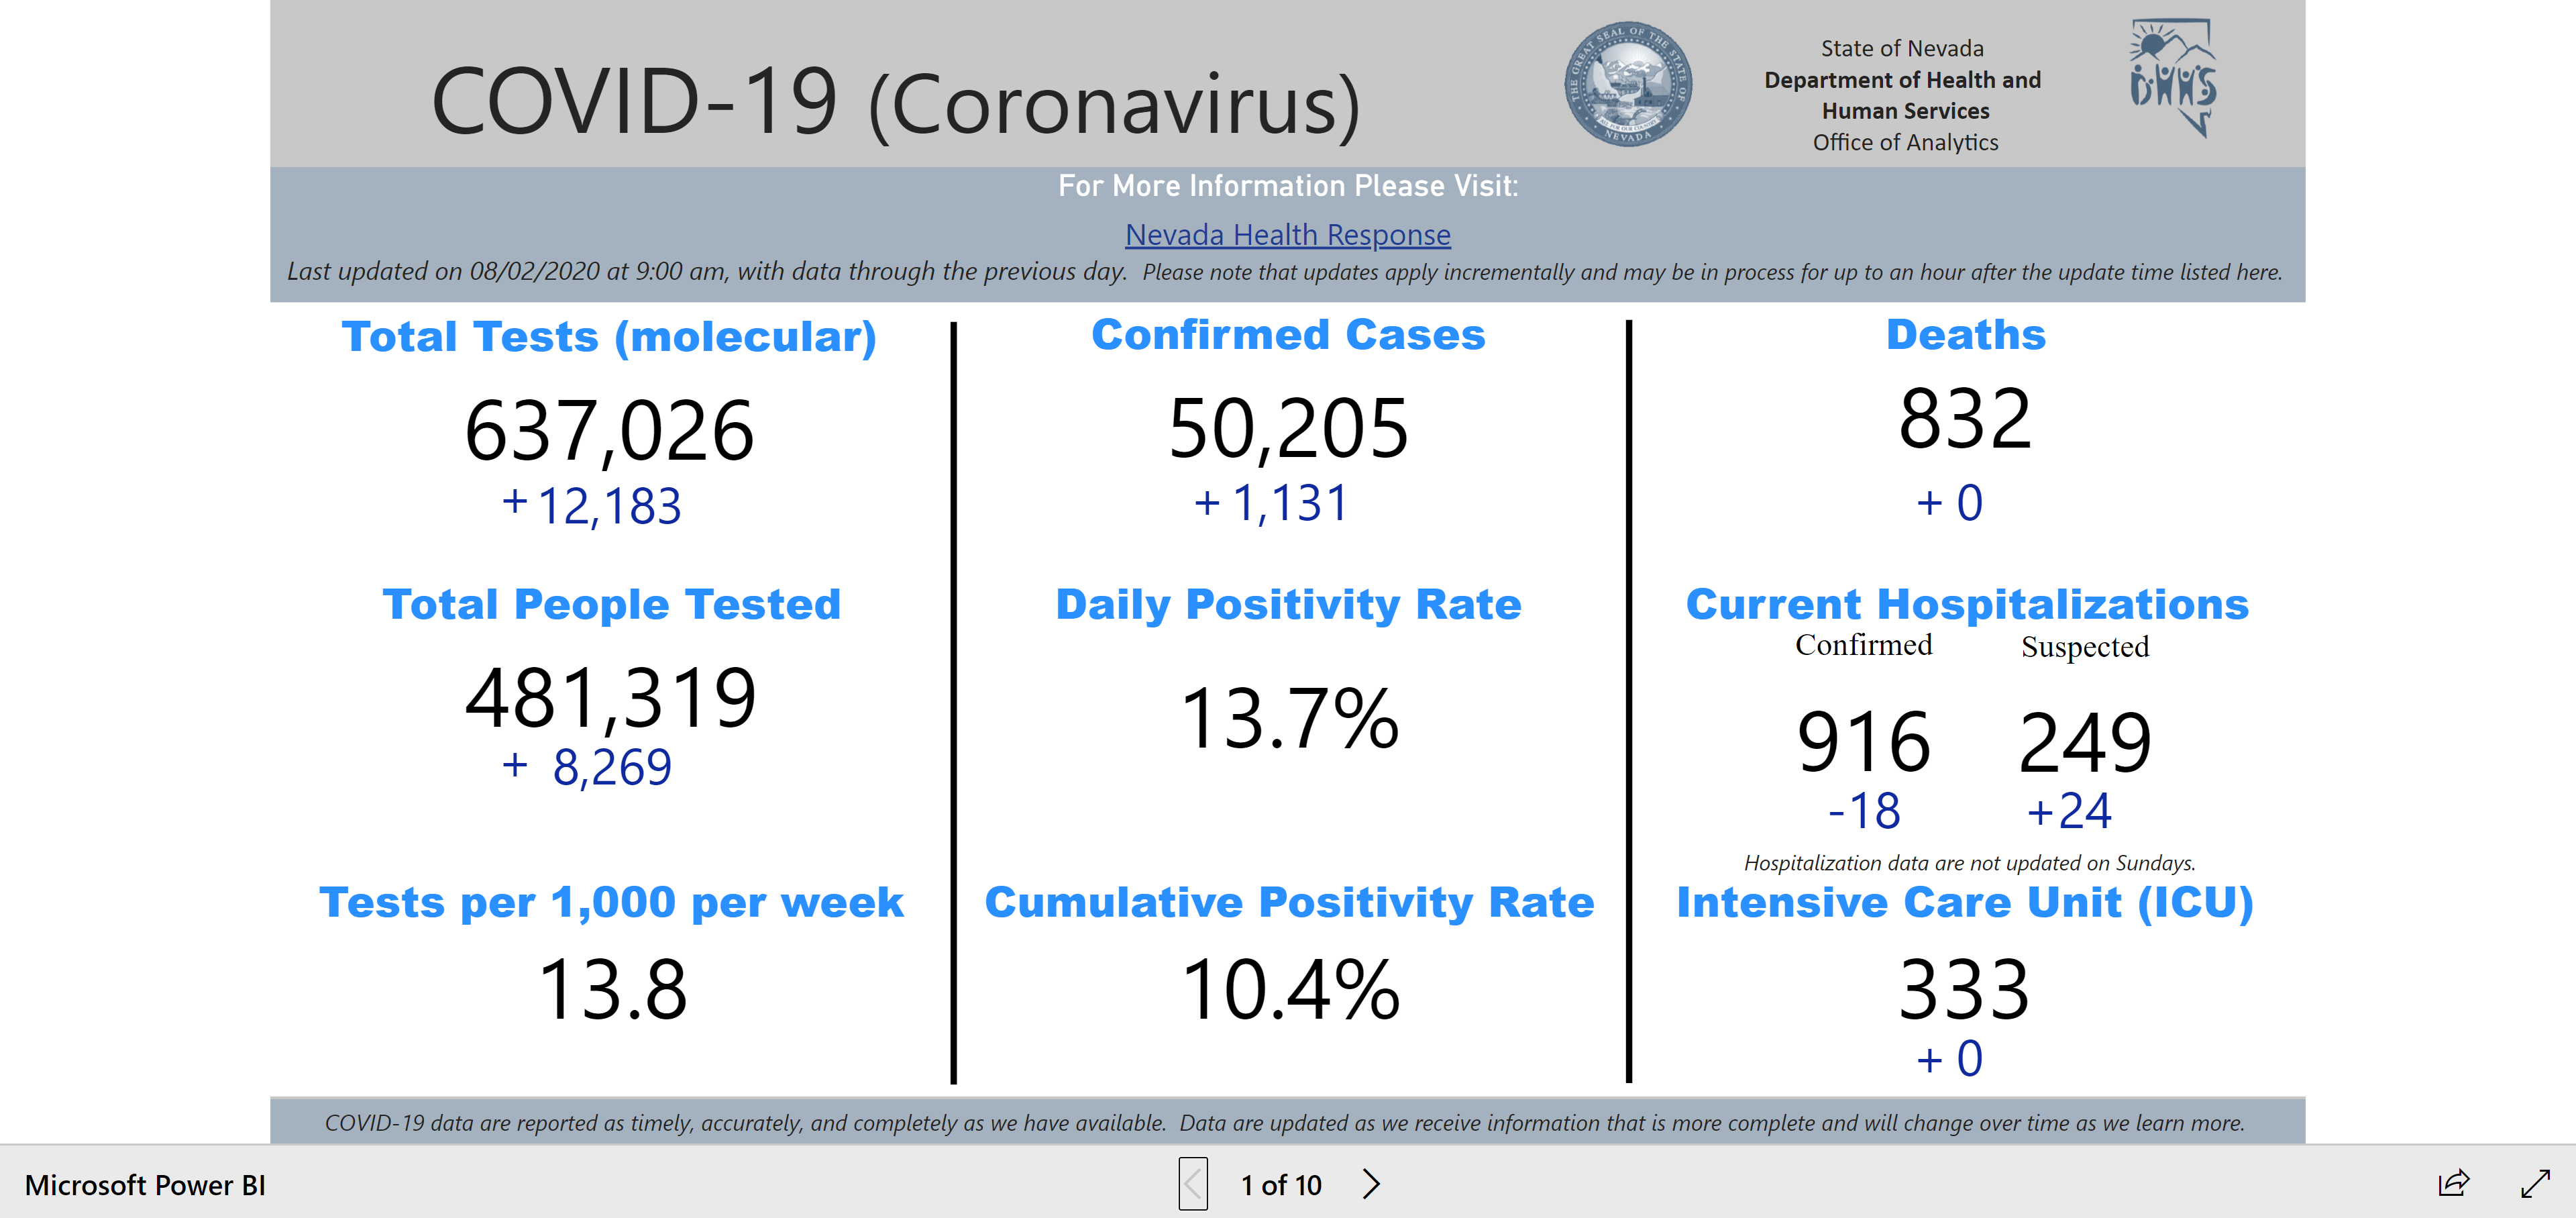 COVID-19 (Coronavirus)
THE GREAT SEAL OF THE STATE OF
ALL FOR OUR COUNTRY
NEVADA
State of Nevada
Department of Health and
Human Services
Office of Analytics
DHHS
For More Information Please Visit:
Nevada Health Response
Last updated on 08/02/2020 at 9:00 am, with data through the previous day.  Please note that updates apply incrementally and may be in process for up to an hour after the update time listed here.
Total Tests (molecular)
637,026
+ 12,183
Total People Tested
481,319
+ 8,269
Tests per 1,000 per week
13.8
Confirmed Cases
50,205
+ 1,131
Daily Positivity Rate
13.7%
Cumulative Positivity Rate
10.4%
Deaths
832
+ 0
Current Hospitalizations
Confirmed Suspected
916 249
-18 +24
Hospitalization data are not updated on Sundays.
Intensive Care Unit (ICU)
333
+ 0
COVID-19 data are reported as timely, accurately, and completely as we have available.  Data are updated as we receive information that is more complete and will change over time as we learn more.
Microsoft Power BI
1 of 10